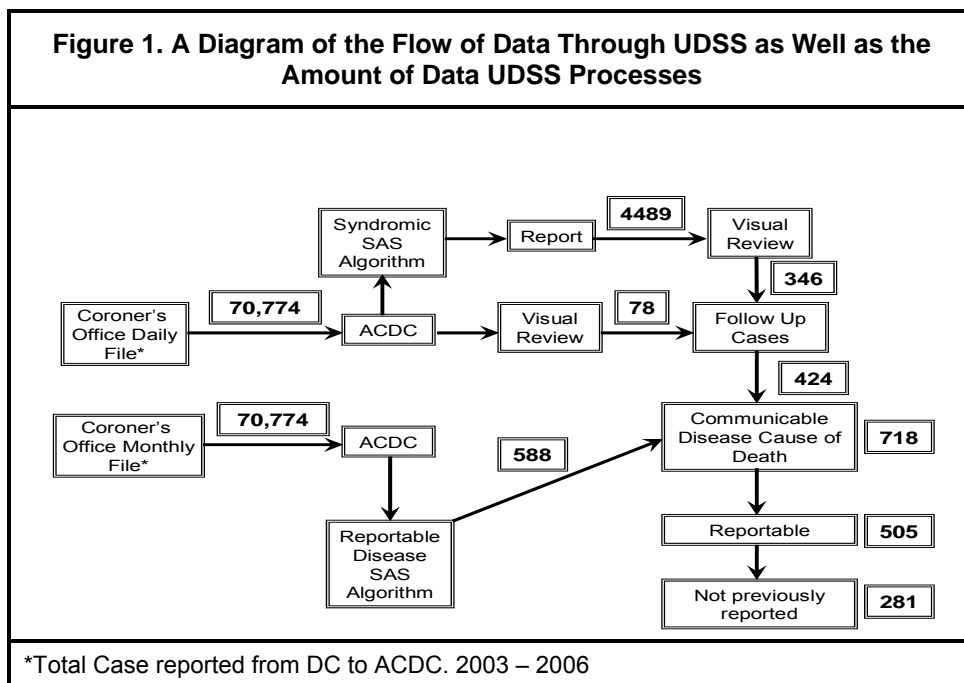 Figure 1. A Diagram of the Flow of Data Through UDSS as Well as the
Amount of Data UDSS Processes
Syndromic
SAS
Algorithm
Report
4489
Visual
Review
346
Coroner's
Office Daily
File*
70,774
ACDC
Visual
Review
78
Follow Up
Cases
424
Coroner's
Office Monthly
File*
70,774
ACDC
588
Communicable
Disease Cause of
Death
718
Reportable
Disease
SAS
Algorithm
Reportable
505
Not previously
reported
281
*Total Case reported from DC to ACDC. 2003 – 2006